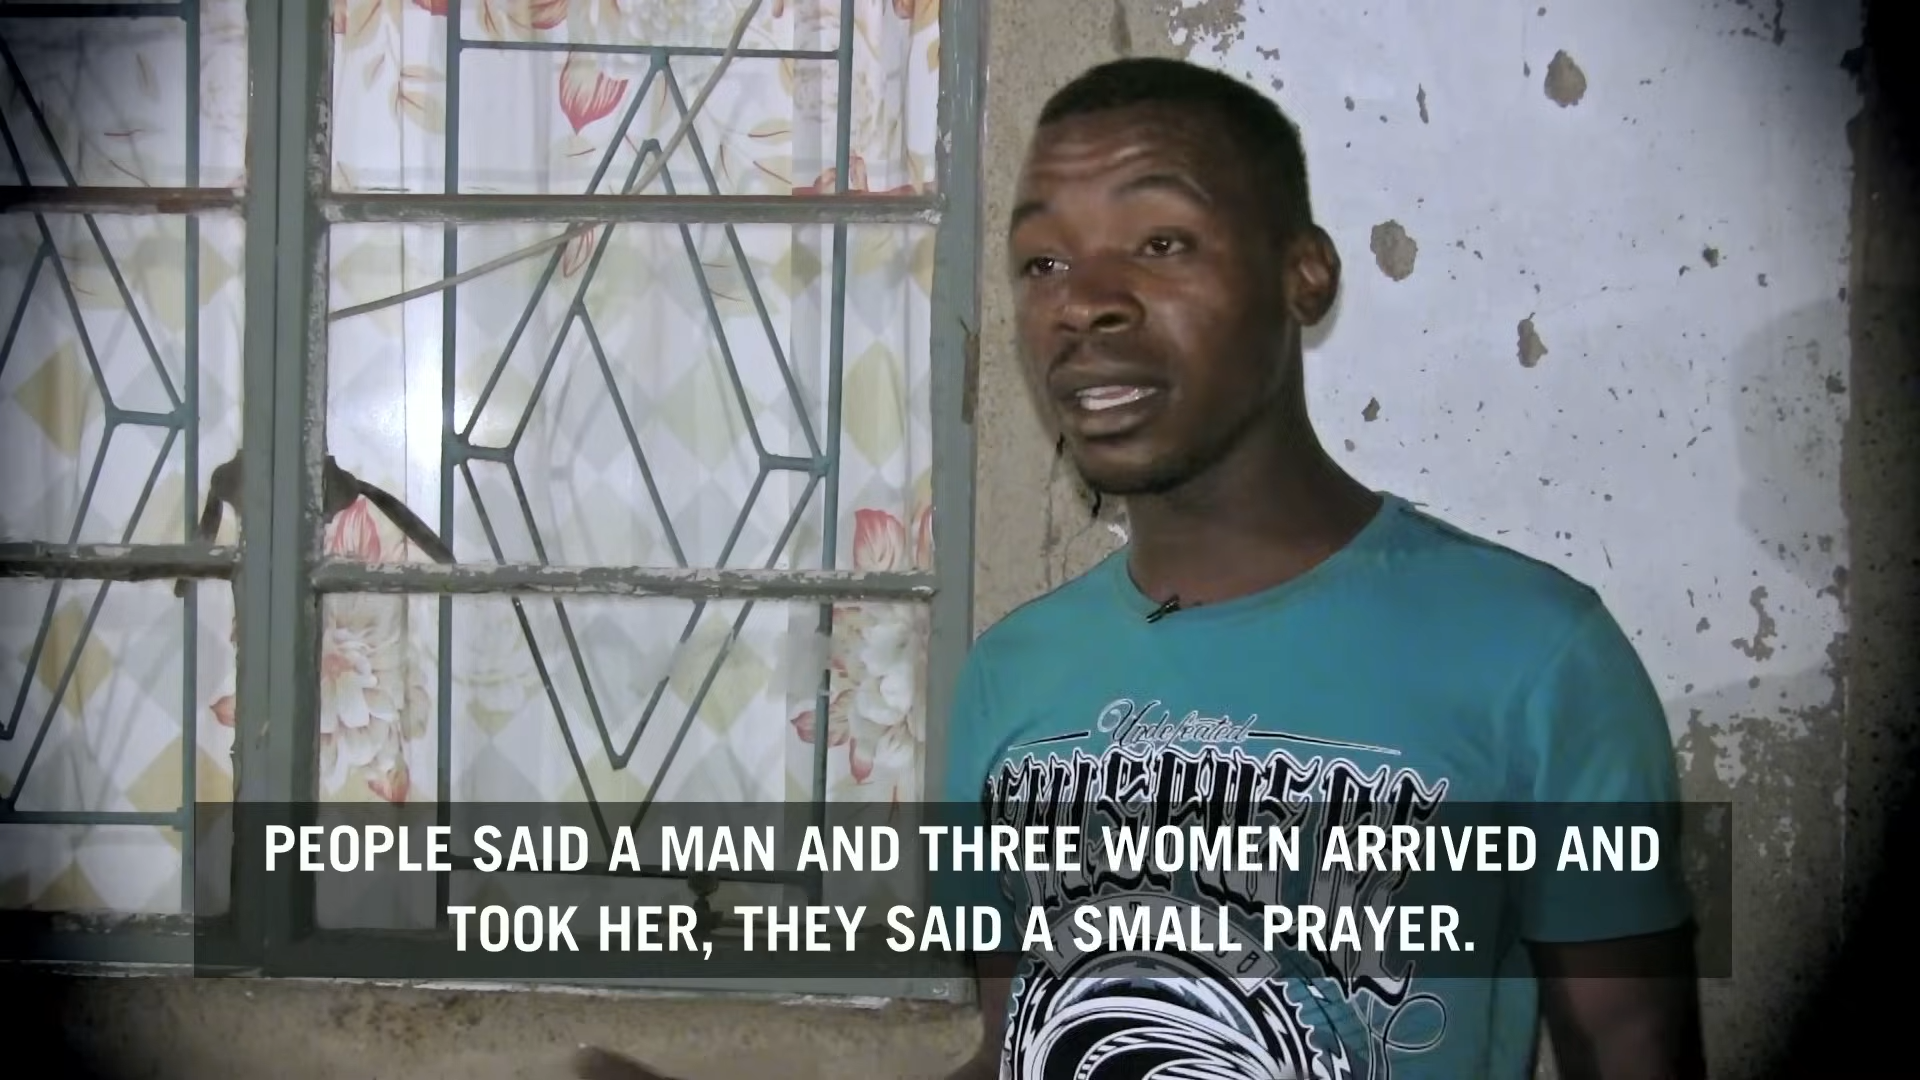 Undefeated
PEOPLE SAID A MAN AND THREE WOMEN ARRIVED AND
TOOK HER, THEY SAID A SMALL PRAYER.